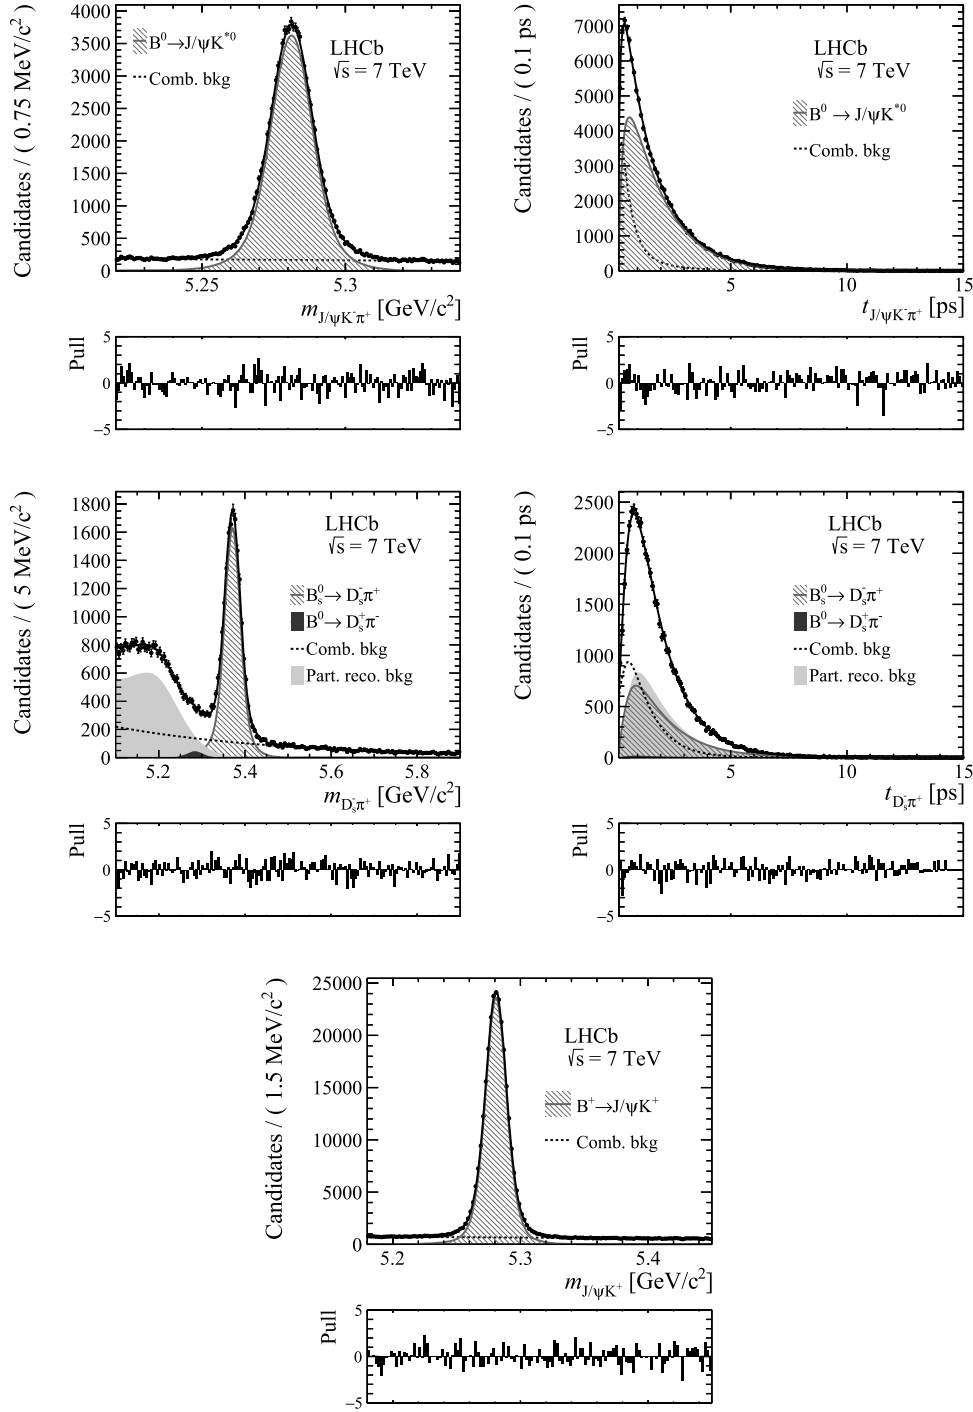 Candidates / ( 0.75 MeV/c² )
4000
3500
3000
2500
2000
1500
1000
500
0
B⁰→J/ψK*⁰
Comb. bkg
LHCb
√s = 7 TeV
5.25
5.3
m_J/ψK⁻π⁺ [GeV/c²]
Pull
5
0
−5
Candidates / ( 0.1 ps )
7000
6000
5000
4000
3000
2000
1000
0
LHCb
√s = 7 TeV
B⁰ → J/ψK*⁰
Comb. bkg
5
10
15
t_J/ψK⁻π⁺ [ps]
Pull
5
0
−5
Candidates / ( 5 MeV/c² )
1800
1600
1400
1200
1000
800
600
400
200
0
LHCb
√s = 7 TeV
B⁰ₛ→ D⁻ₛπ⁺
B⁰→ D⁺ₛπ⁻
Comb. bkg
Part. reco. bkg
5.2
5.4
5.6
5.8
m_D⁻ₛπ⁺ [GeV/c²]
Pull
5
0
−5
Candidates / ( 0.1 ps )
2500
2000
1500
1000
500
0
LHCb
√s = 7 TeV
B⁰ₛ→ D⁻ₛπ⁺
B⁰→ D⁺ₛπ⁻
Comb. bkg
Part. reco. bkg
5
10
15
t_D⁻ₛπ⁺ [ps]
Pull
5
0
−5
Candidates / ( 1.5 MeV/c² )
25000
20000
15000
10000
5000
0
LHCb
√s = 7 TeV
B⁺→J/ψK⁺
Comb. bkg
5.2
5.3
5.4
m_J/ψK⁺ [GeV/c²]
Pull
5
0
−5